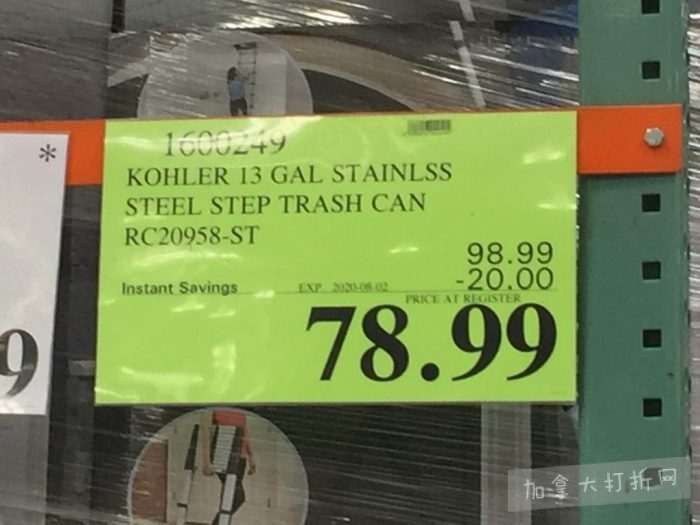 *
1600249
KOHLER 13 GAL STAINLSS
STEEL STEP TRASH CAN
RC20958-ST
98.99
Instant Savings EXP 2020-08-02 -20.00
PRICE AT REGISTER
78.99
9
加拿大打折网